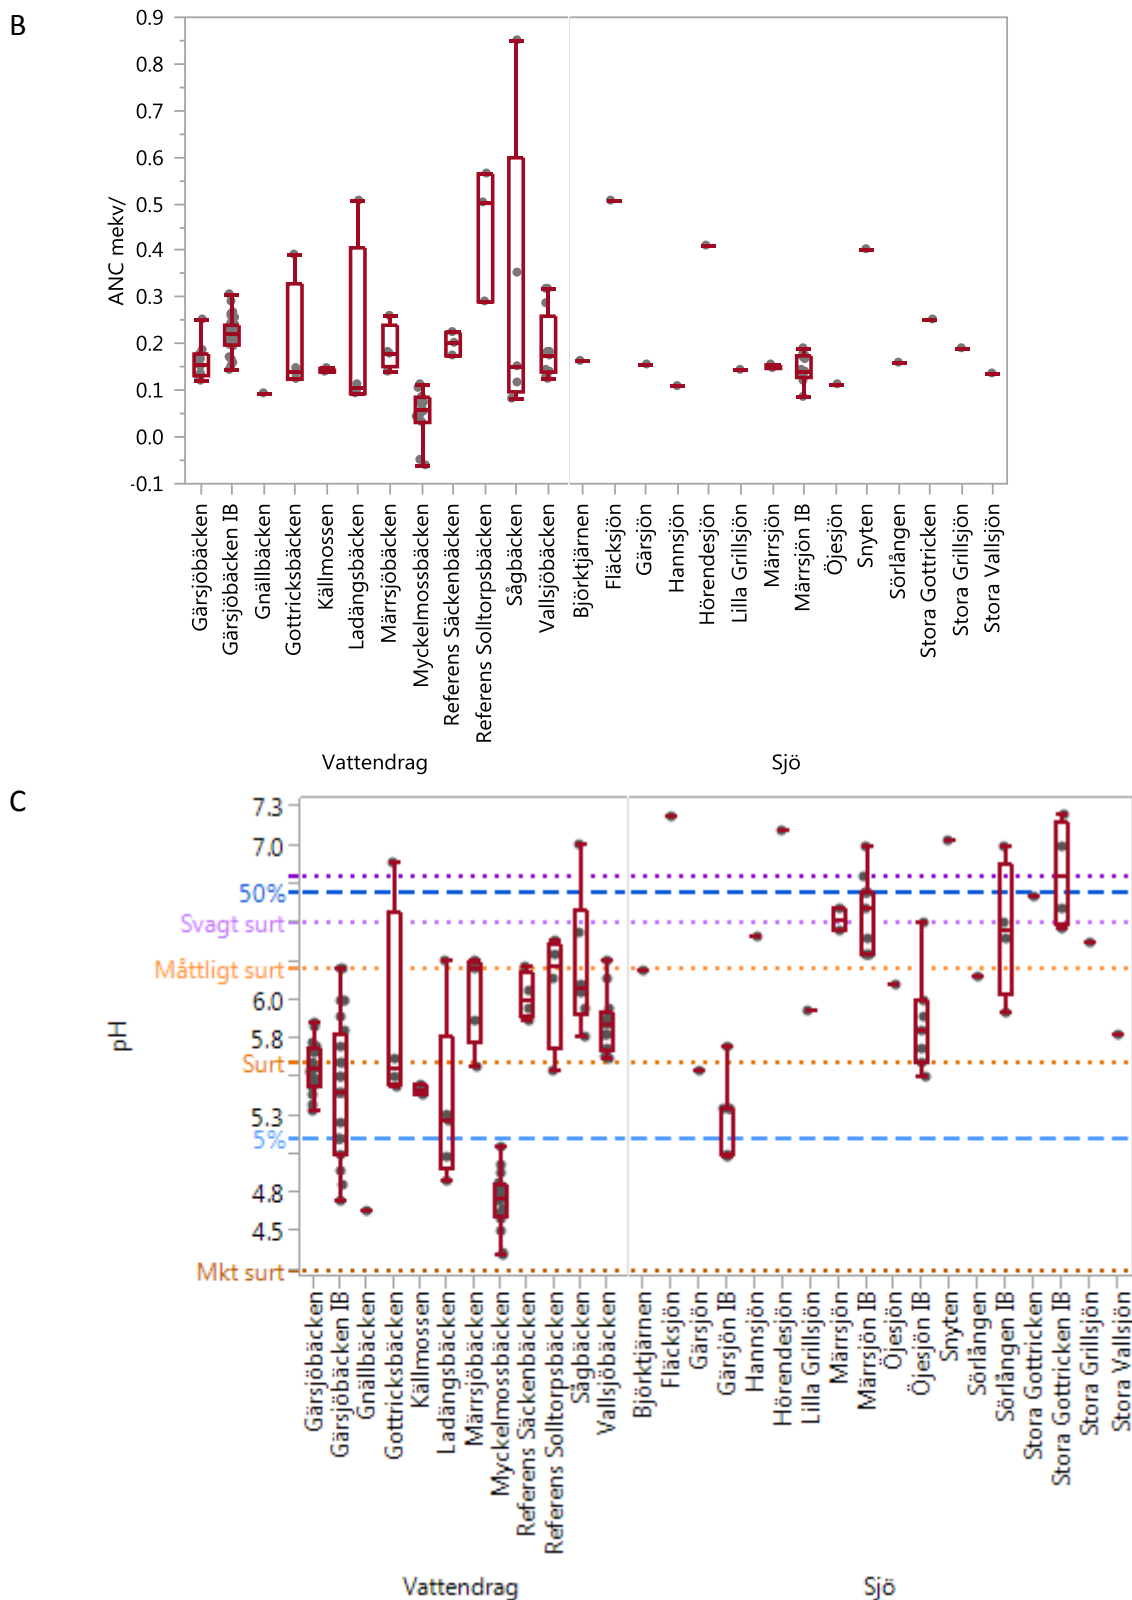 B
0.9
0.8
0.7
0.6
0.5
0.4
0.3
0.2
0.1
0.0
-0.1
ANC mekv/
Gärsjöbäcken
Gärsjöbäcken IB
Gnällbäcken
Gottricksbäcken
Källmossen
Ladängsbäcken
Märrsjöbäcken
Myckelmossbäcken
Referens Säckenbäcken
Referens Solltorpsbäcken
Sågbäcken
Vallsjöbäcken
Björktjärnen
Fläcksjön
Gärsjön
Hannsjön
Hörendesjön
Lilla Grillsjön
Märrsjön
Märrsjön IB
Öjesjön
Snyten
Sörlången
Stora Gottricken
Stora Grillsjön
Stora Vallsjön
Vattendrag
Sjö
C
7.3
7.0
50%
Svagt surt
Måttligt surt
6.0
5.8
Surt
5.3
5%
4.8
4.5
Mkt surt
pH
Gärsjöbäcken
Gärsjöbäcken IB
Gnällbäcken
Gottricksbäcken
Källmossen
Ladängsbäcken
Märrsjöbäcken
Myckelmossbäcken
Referens Säckenbäcken
Referens Solltorpsbäcken
Sågbäcken
Vallsjöbäcken
Björktjärnen
Fläcksjön
Gärsjön
Gärsjön IB
Hannsjön
Hörendesjön
Lilla Grillsjön
Märrsjön
Märrsjön IB
Öjesjön
Öjesjön IB
Snyten
Sörlången
Sörlången IB
Stora Gottricken
Stora Gottricken IB
Stora Grillsjön
Stora Vallsjön
Vattendrag
Sjö